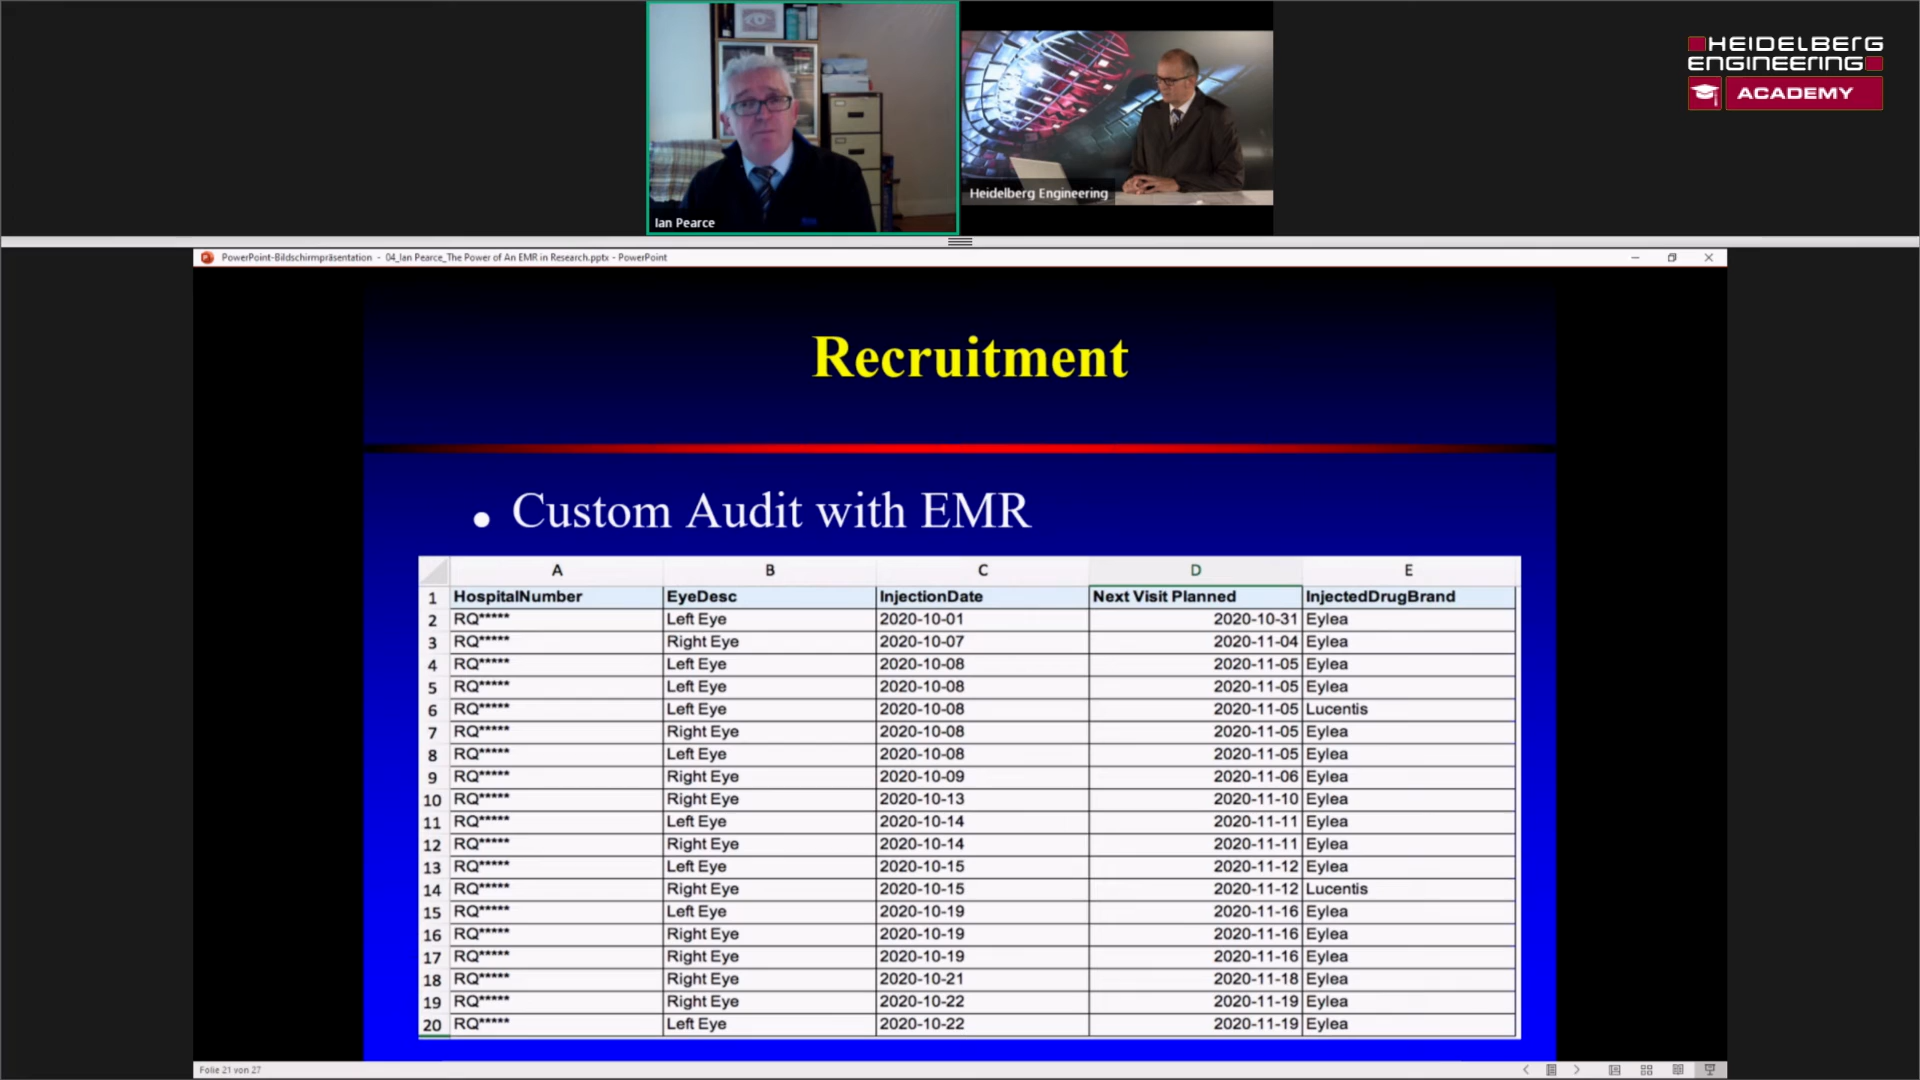 HEIDELBERG
ENGINEERING
ACADEMY
Heidelberg Engineering
Ian Pearce
PowerPoint-Bildschirmpräsentation - 04_Ian Pearce_The Power of An EMR in Research.pptx - PowerPoint
Recruitment
• Custom Audit with EMR
A B C D E
1 HospitalNumber EyeDesc InjectionDate Next Visit Planned InjectedDrugBrand
2 RQ***** Left Eye 2020-10-01 2020-10-31 Eylea
3 RQ***** Right Eye 2020-10-07 2020-11-04 Eylea
4 RQ***** Left Eye 2020-10-08 2020-11-05 Eylea
5 RQ***** Left Eye 2020-10-08 2020-11-05 Eylea
6 RQ***** Left Eye 2020-10-08 2020-11-05 Lucentis
7 RQ***** Right Eye 2020-10-08 2020-11-05 Eylea
8 RQ***** Left Eye 2020-10-08 2020-11-05 Eylea
9 RQ***** Right Eye 2020-10-09 2020-11-06 Eylea
10 RQ***** Right Eye 2020-10-13 2020-11-10 Eylea
11 RQ***** Left Eye 2020-10-14 2020-11-11 Eylea
12 RQ***** Right Eye 2020-10-14 2020-11-11 Eylea
13 RQ***** Left Eye 2020-10-15 2020-11-12 Eylea
14 RQ***** Right Eye 2020-10-15 2020-11-12 Lucentis
15 RQ***** Left Eye 2020-10-19 2020-11-16 Eylea
16 RQ***** Right Eye 2020-10-19 2020-11-16 Eylea
17 RQ***** Right Eye 2020-10-19 2020-11-16 Eylea
18 RQ***** Right Eye 2020-10-21 2020-11-18 Eylea
19 RQ***** Right Eye 2020-10-22 2020-11-19 Eylea
20 RQ***** Left Eye 2020-10-22 2020-11-19 Eylea
Folie 21 von 27